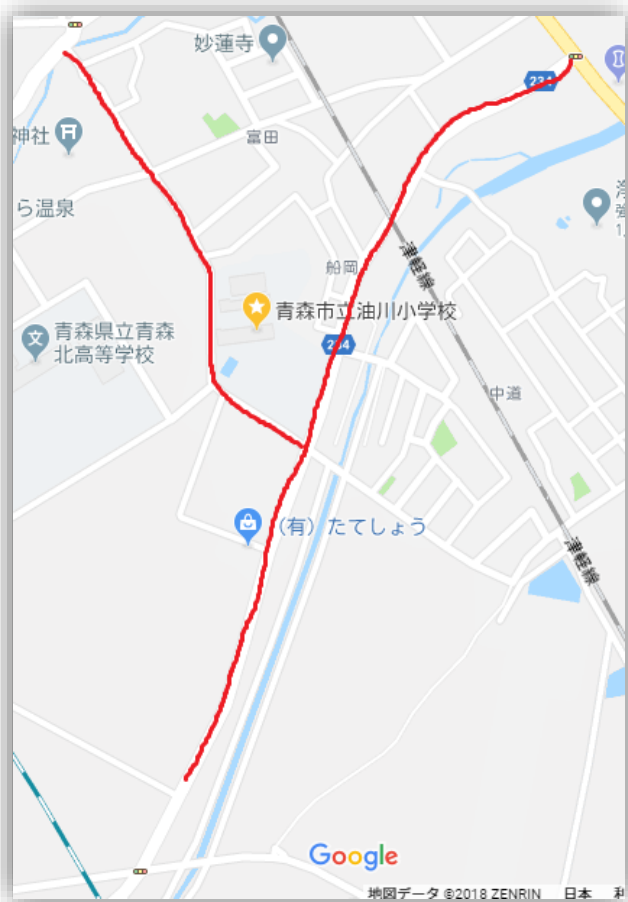 妙蓮寺
234
富田
神社
ら温泉
津軽線
船岡
青森市立油川小学校
青森県立青森
北高等学校
文
234
中道
(有)たてしょう
津軽線
Google
地図データ ©2018 ZENRIN 日本